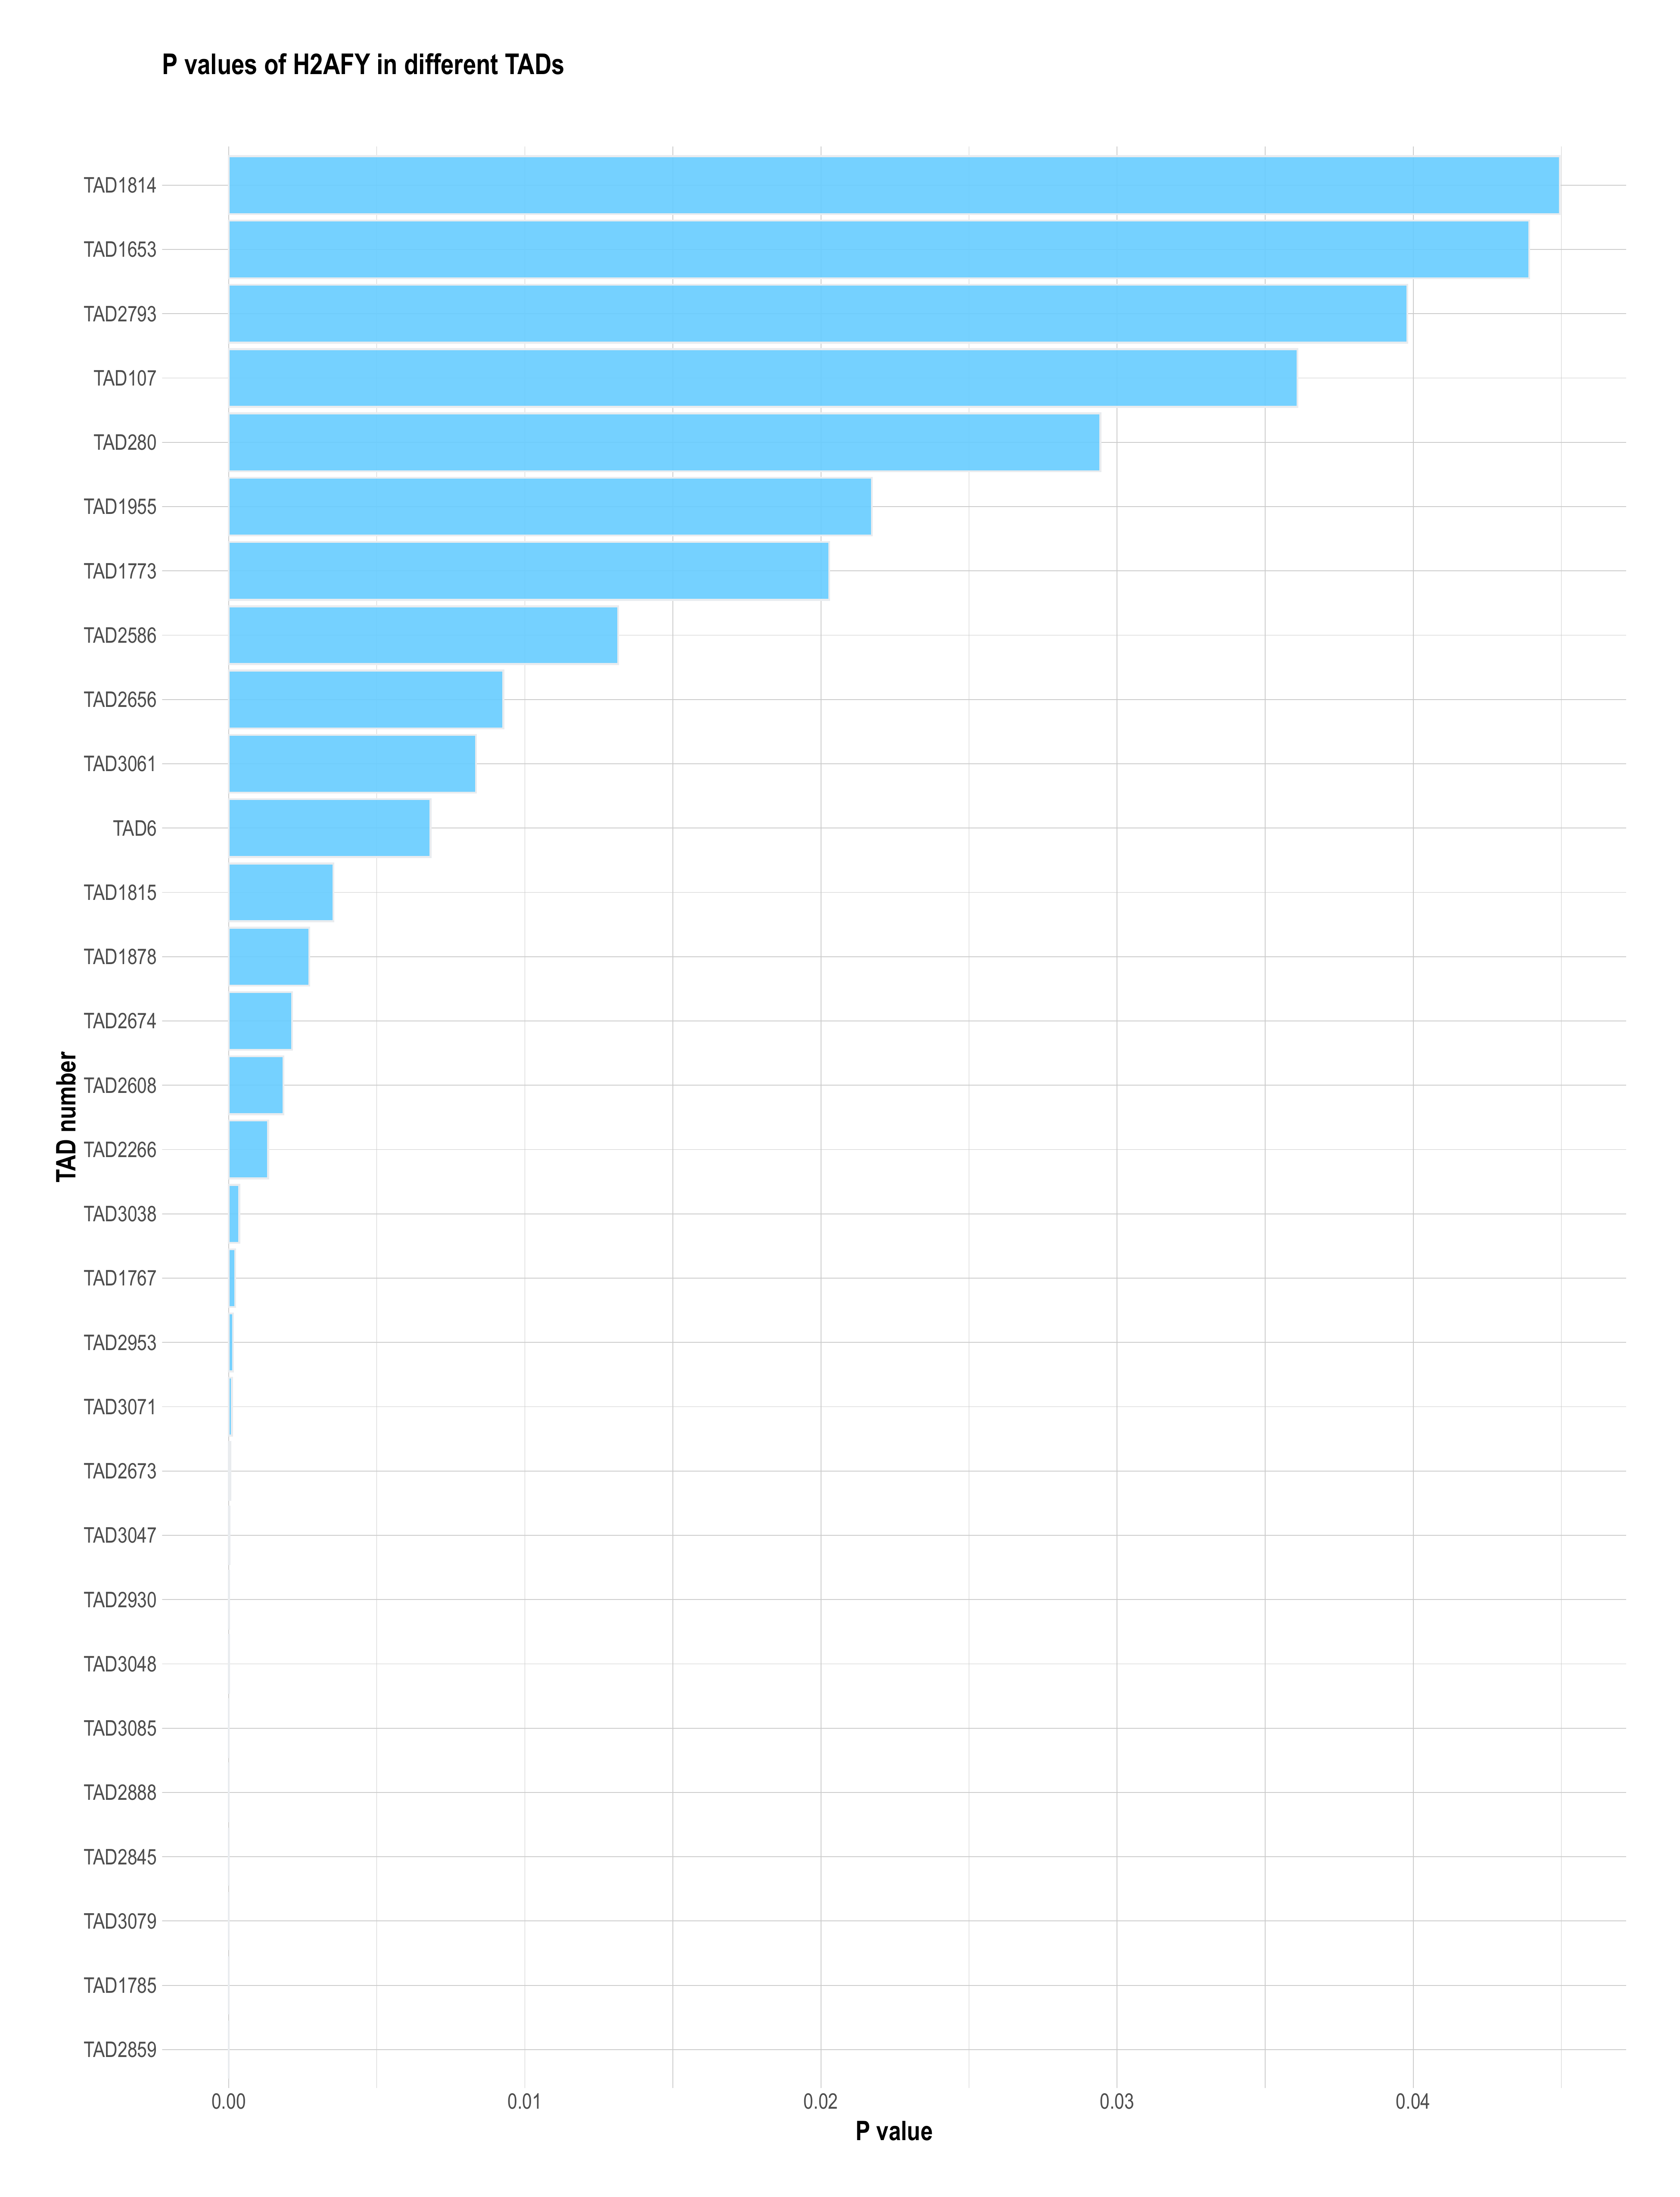 P values of H2AFY in different TADs
TAD1814
TAD1653
TAD2793
TAD107
TAD280
TAD1955
TAD1773
TAD2586
TAD2656
TAD3061
TAD6
TAD1815
TAD1878
TAD2674
TAD2608
TAD2266
TAD3038
TAD1767
TAD2953
TAD3071
TAD2673
TAD3047
TAD2930
TAD3048
TAD3085
TAD2888
TAD2845
TAD3079
TAD1785
TAD2859
TAD number
0.00 0.01 0.02 0.03 0.04
P value